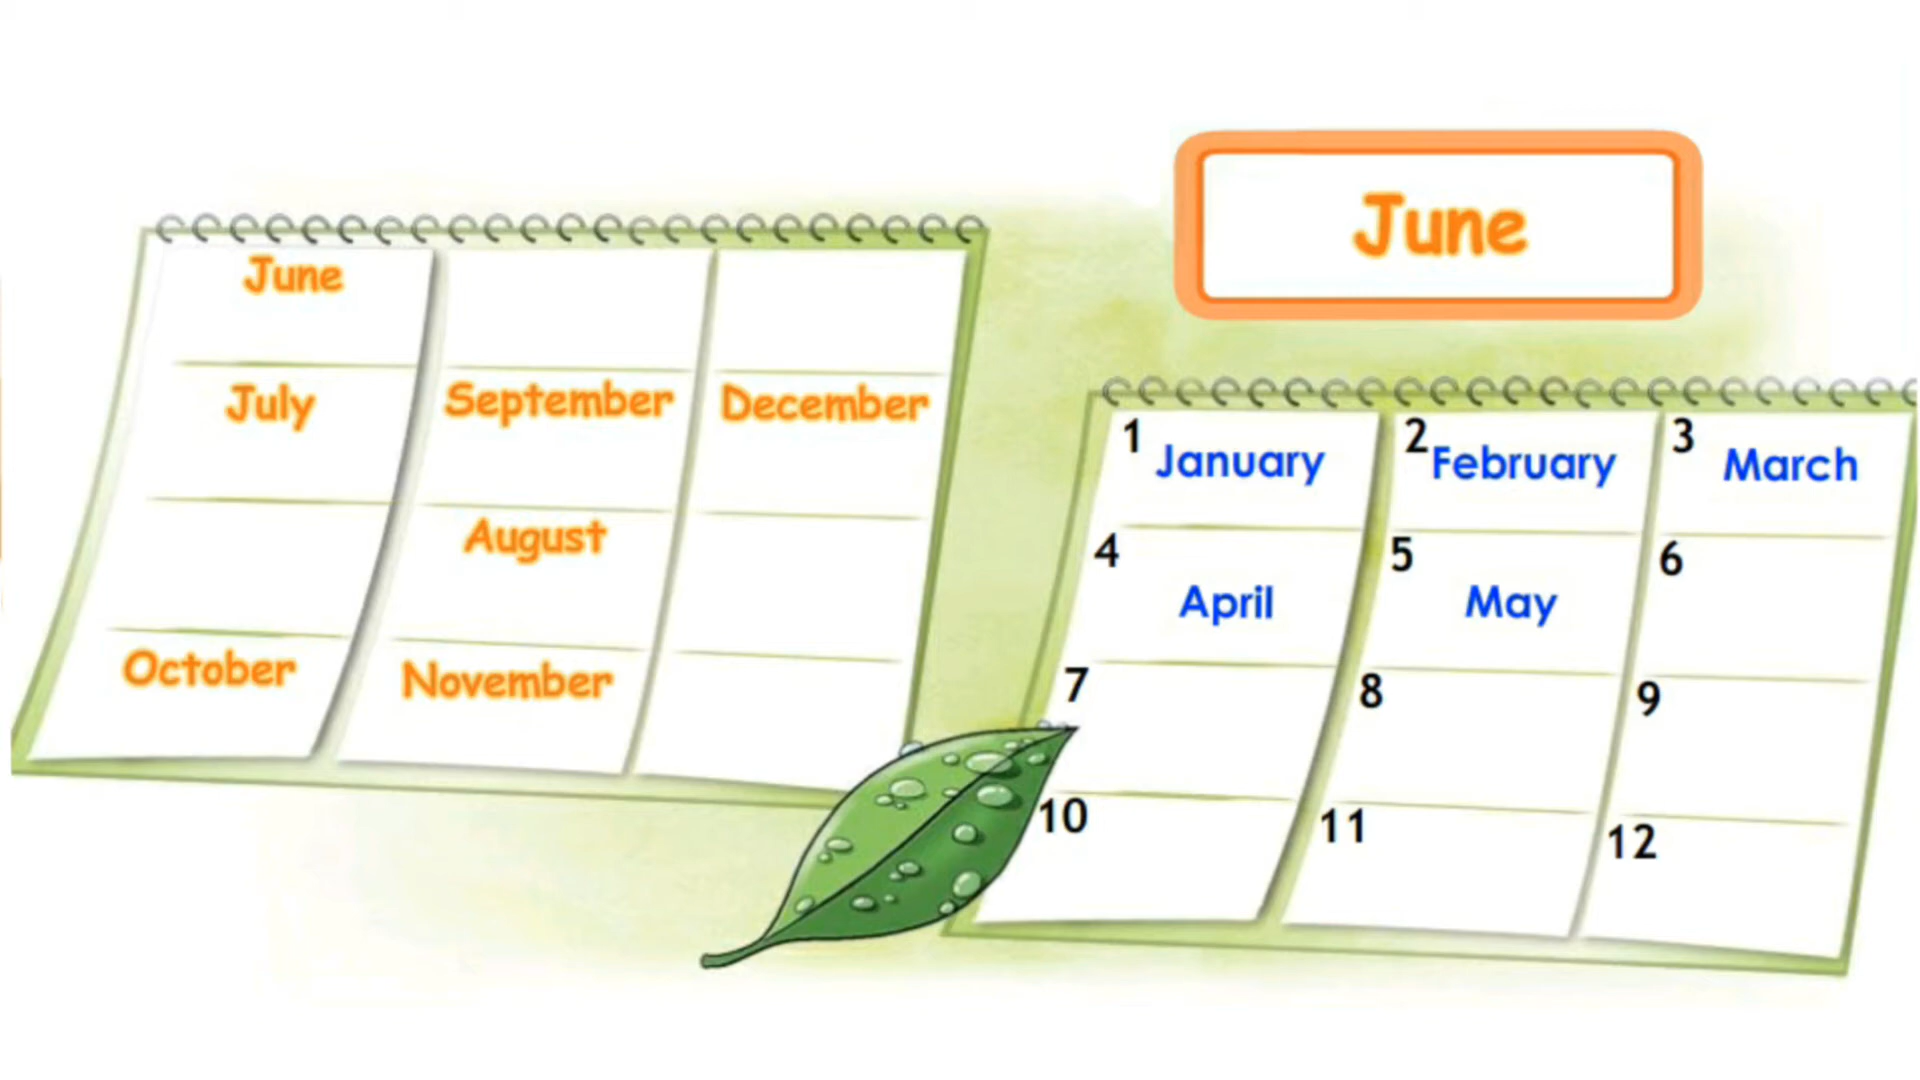 June
June
July
September
December
August
October
November
1 January
2 February
3 March
4 April
5 May
6
7
8
9
10
11
12